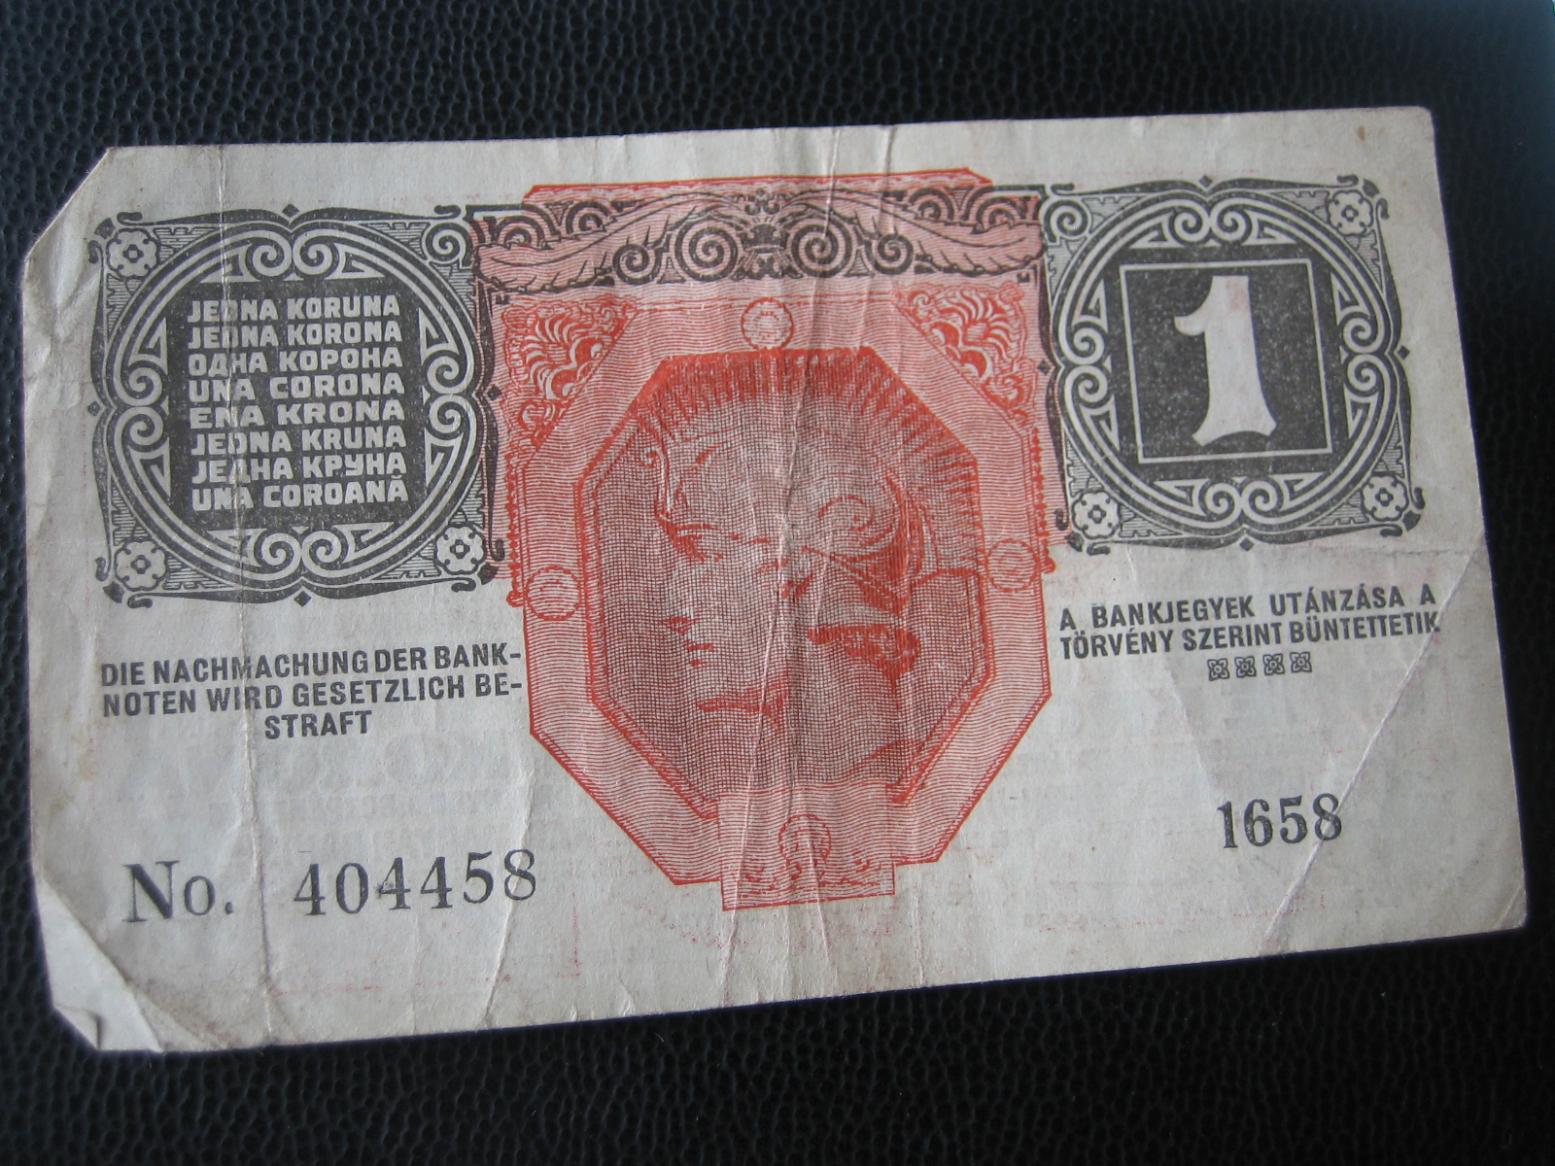 JEDNA KORUNA
JEDNA KORONA
ОДНА КОРОНА
UNA CORONA
ENA KRONA
JEDNA KRUNA
ЈЕДНА КРУНА
UNA COROANĂ
1
DIE NACHMACHUNG DER BANK-
NOTEN WIRD GESETZLICH BE-
STRAFT
A BANKJEGYEK UTÁNZÁSA A
TÖRVÉNY SZERINT BÜNTETTETIK
1658
No. 404458